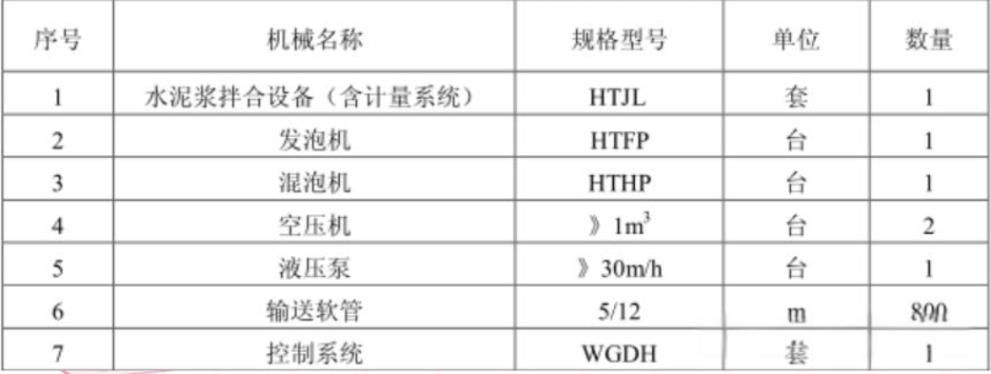 序号 机械名称 规格型号 单位 数量
1 水泥浆拌合设备（含计量系统） HTJL 套 1
2 发泡机 HTFP 台 1
3 混泡机 HTHP 台 1
4 空压机 》1m³ 台 2
5 液压泵 》30m/h 台 1
6 输送软管 5/12 m
7 控制系统 WGDH 套 1